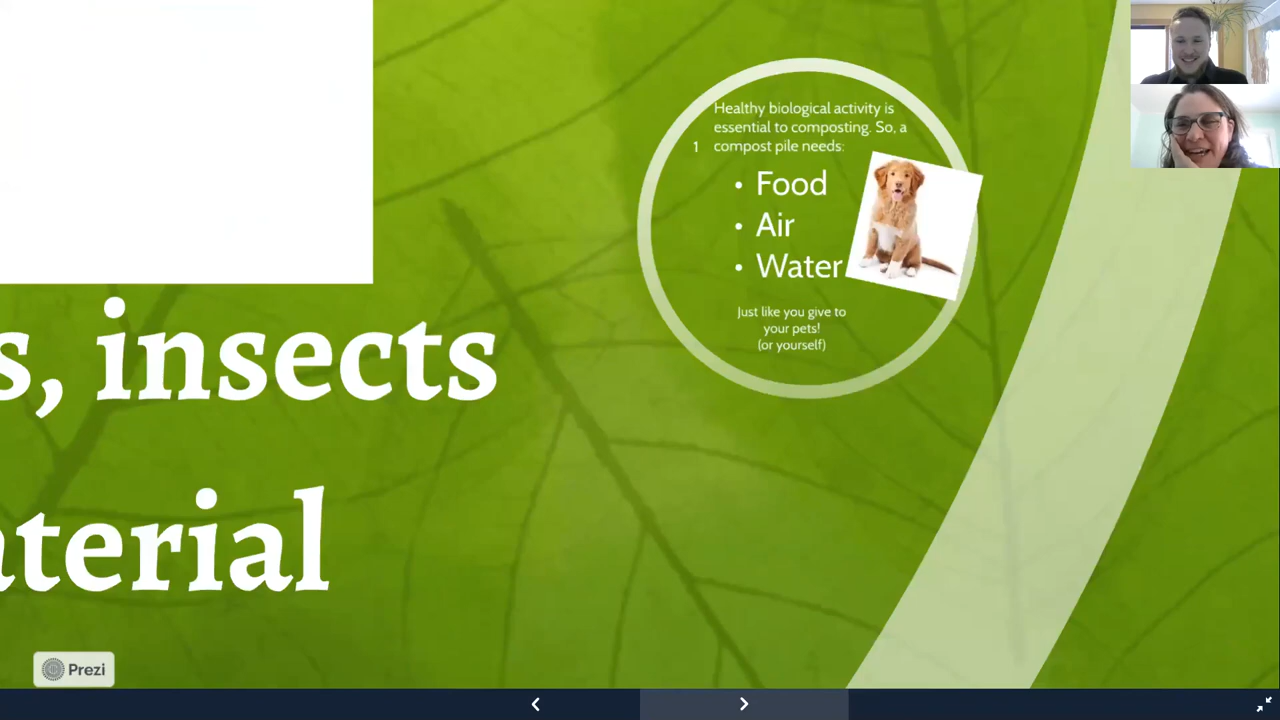 Healthy biological activity is
essential to composting. So, a
1 compost pile needs:
• Food
• Air
• Water
Just like you give to
your pets!
(or yourself)
s, insects
aterial
Prezi